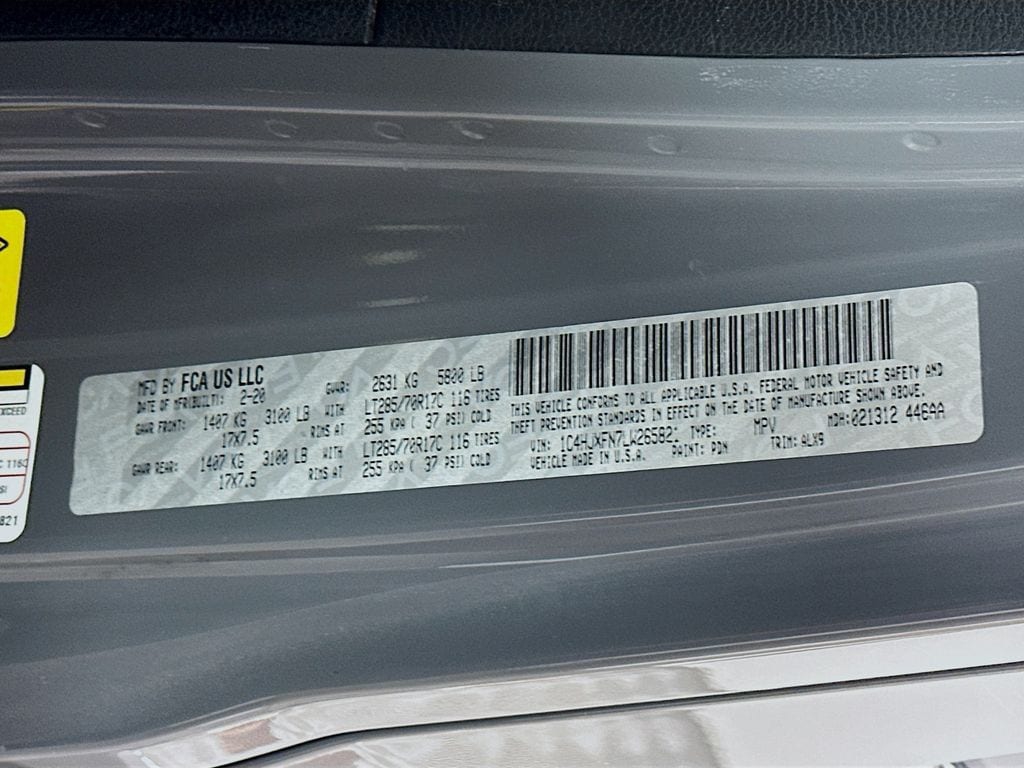 MFD BY FCA US LLC
DATE OF MFR/BUILT: 2-20
GVWR: 2631 KG 5800 LB
GAWR FRONT: 1407 KG 3100 LB WITH LT285/70R17C 116 TIRES
17X7.5 RIMS AT 255 KPA ( 37 PSI) COLD
GAWR REAR: 1407 KG 3100 LB WITH LT285/70R17C 116 TIRES
17X7.5 RIMS AT 255 KPA ( 37 PSI) COLD
THIS VEHICLE CONFORMS TO ALL APPLICABLE U.S.A. FEDERAL MOTOR VEHICLE SAFETY AND
THEFT PREVENTION STANDARDS IN EFFECT ON THE DATE OF MANUFACTURE SHOWN ABOVE.
VIN: 1C4HJXFN7LW26582 TYPE: MPV MDH: 021312 446AA
VEHICLE MADE IN U.S.A. PAINT: PDN TRIM: ALX9
EXCEED
C 116C
SI
821